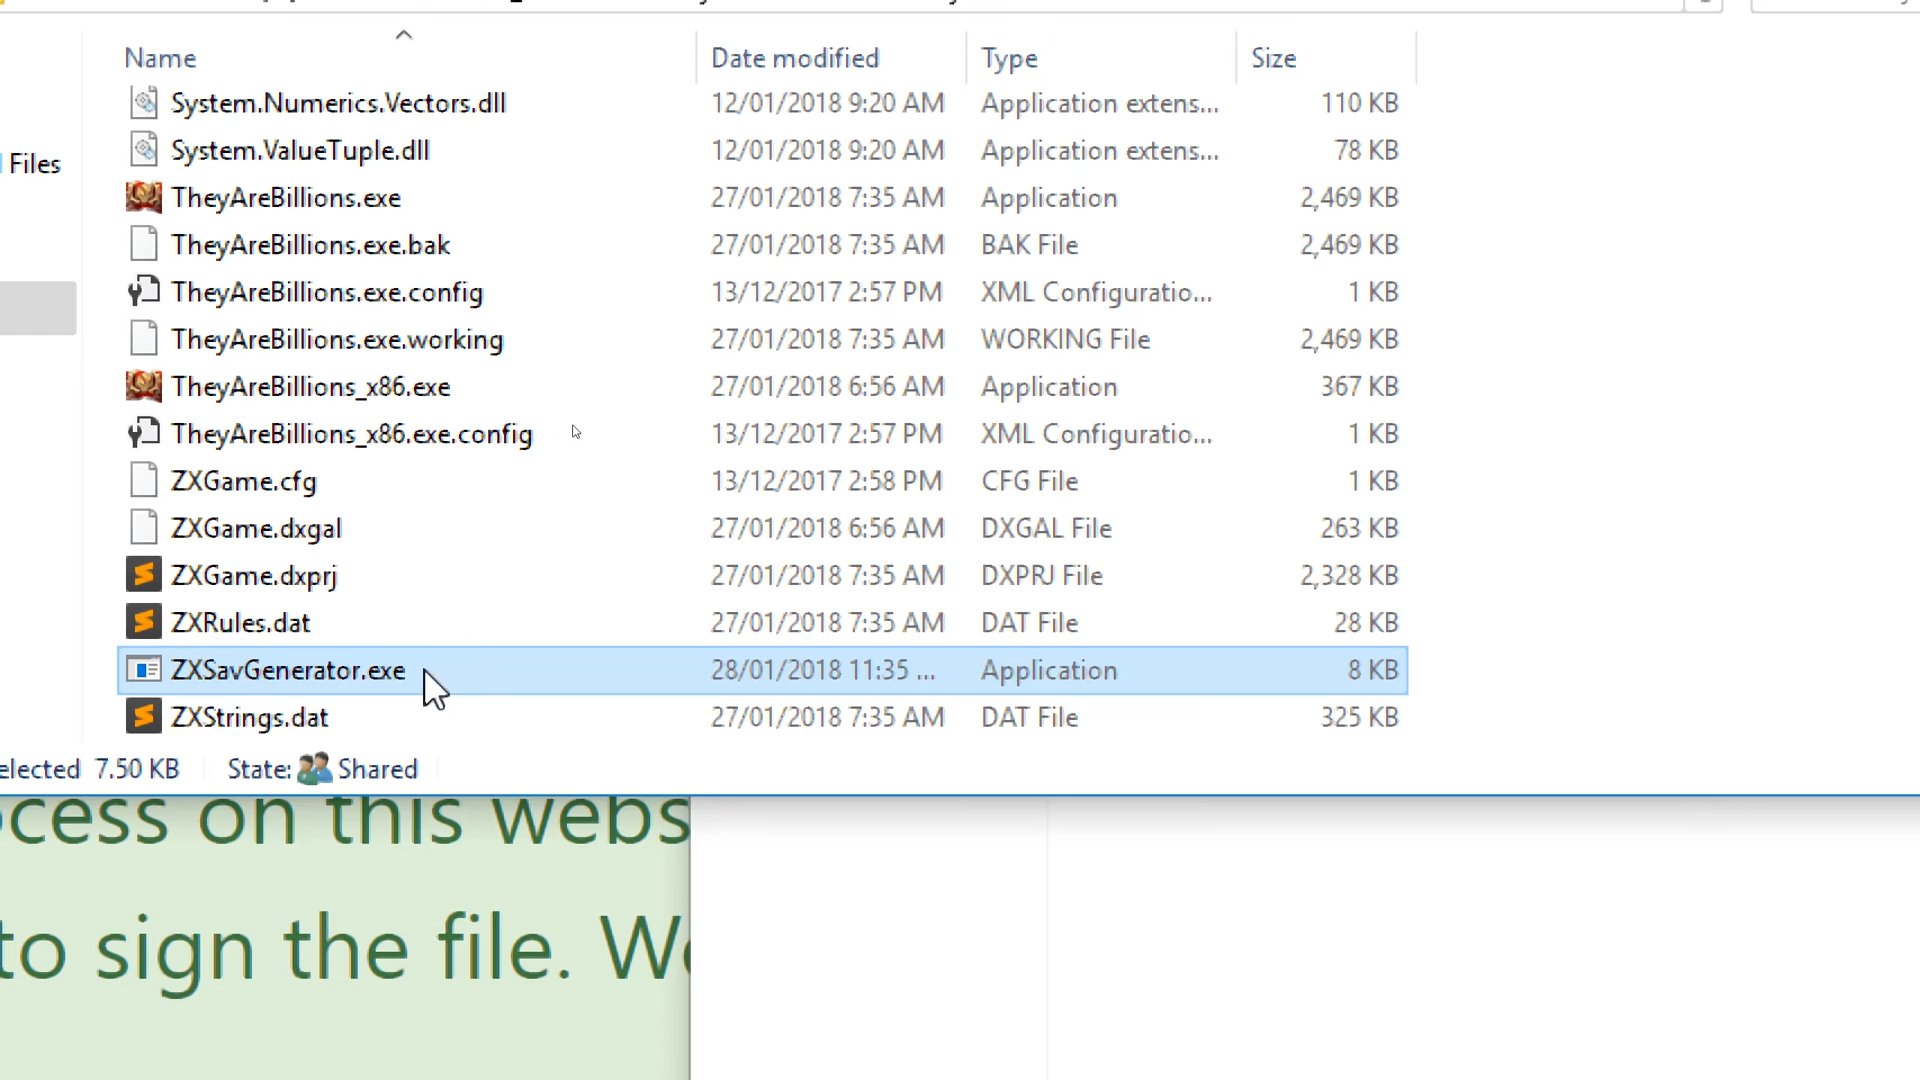 Name Date modified Type Size
System.Numerics.Vectors.dll 12/01/2018 9:20 AM Application extens... 110 KB
System.ValueTuple.dll 12/01/2018 9:20 AM Application extens... 78 KB
Files
TheyAreBillions.exe 27/01/2018 7:35 AM Application 2,469 KB
TheyAreBillions.exe.bak 27/01/2018 7:35 AM BAK File 2,469 KB
TheyAreBillions.exe.config 13/12/2017 2:57 PM XML Configuratio... 1 KB
TheyAreBillions.exe.working 27/01/2018 7:35 AM WORKING File 2,469 KB
TheyAreBillions_x86.exe 27/01/2018 6:56 AM Application 367 KB
TheyAreBillions_x86.exe.config 13/12/2017 2:57 PM XML Configuratio... 1 KB
ZXGame.cfg 13/12/2017 2:58 PM CFG File 1 KB
ZXGame.dxgal 27/01/2018 6:56 AM DXGAL File 263 KB
ZXGame.dxprj 27/01/2018 7:35 AM DXPRJ File 2,328 KB
ZXRules.dat 27/01/2018 7:35 AM DAT File 28 KB
ZXSavGenerator.exe 28/01/2018 11:35 ... Application 8 KB
ZXStrings.dat 27/01/2018 7:35 AM DAT File 325 KB
elected 7.50 KB State: Shared
ocess on this webs
to sign the file. We